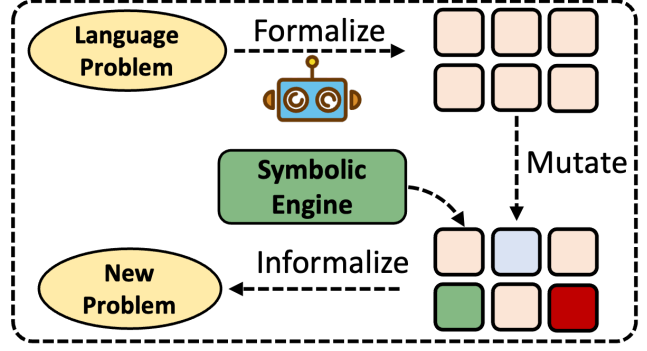 Language
Problem
Formalize
Mutate
Symbolic
Engine
Informalize
New
Problem